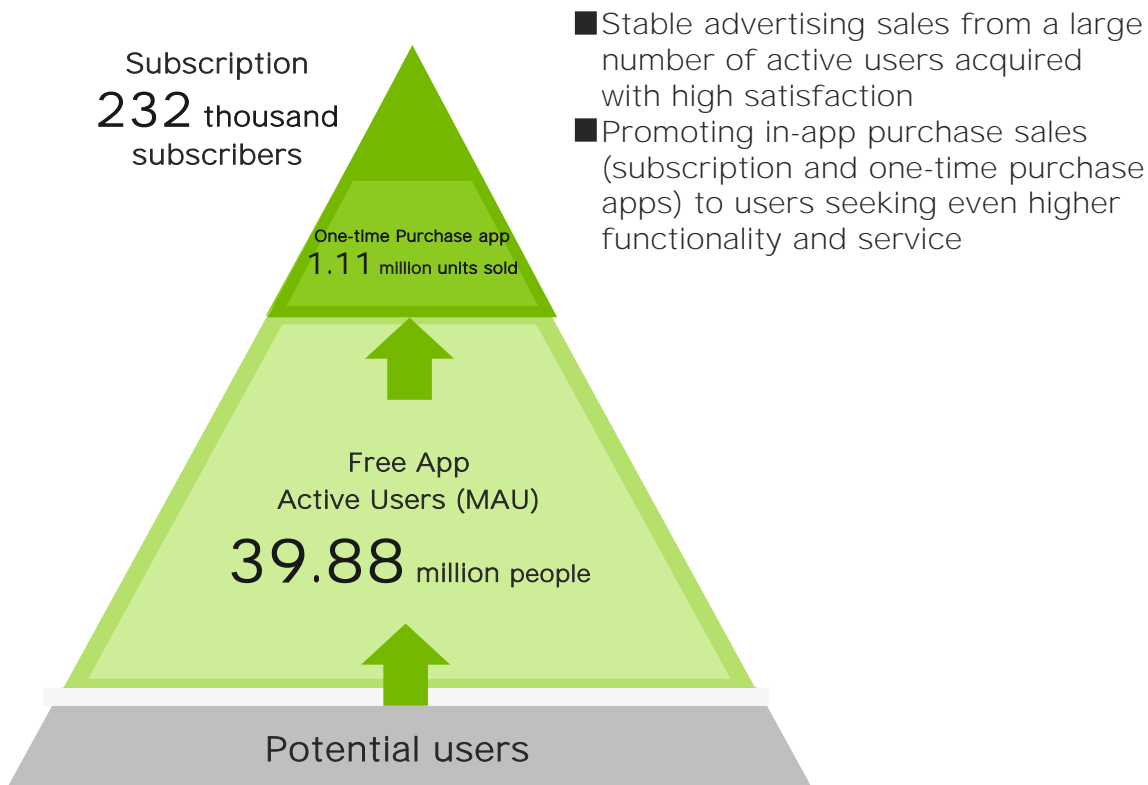 Subscription
232 thousand
subscribers
■Stable advertising sales from a large
number of active users acquired
with high satisfaction
■Promoting in-app purchase sales
(subscription and one-time purchase
apps) to users seeking even higher
functionality and service
One-time Purchase app
1.11 million units sold
Free App
Active Users (MAU)
39.88 million people
Potential users